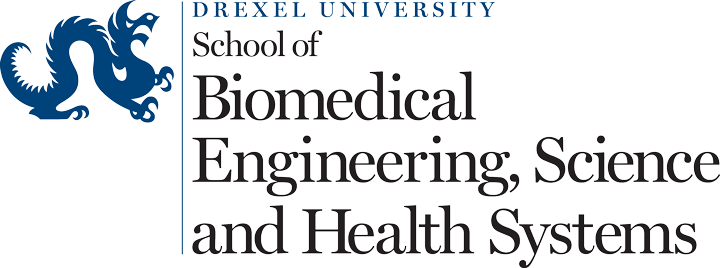 DREXEL UNIVERSITY
School of
Biomedical
Engineering, Science
and Health Systems